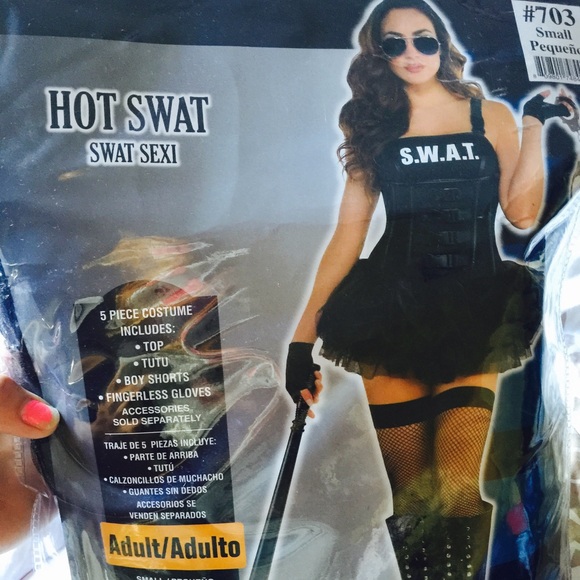 #703
Small
Pequeño
HOT SWAT
SWAT SEXI
S.W.A.T.
5 PIECE COSTUME
INCLUDES:
• TOP
• TUTU
• BOY SHORTS
• FINGERLESS GLOVES
ACCESSORIES
SOLD SEPARATELY
TRAJE DE 5 PIEZAS INCLUYE:
• PARTE DE ARRIBA
• TUTÚ
• CALZONCILLOS DE MUCHACHO
• GUANTES SIN DEDOS
ACCESORIOS SE
VENDEN SEPARADOS
Adult/Adulto
SMALL / PEQUEÑO